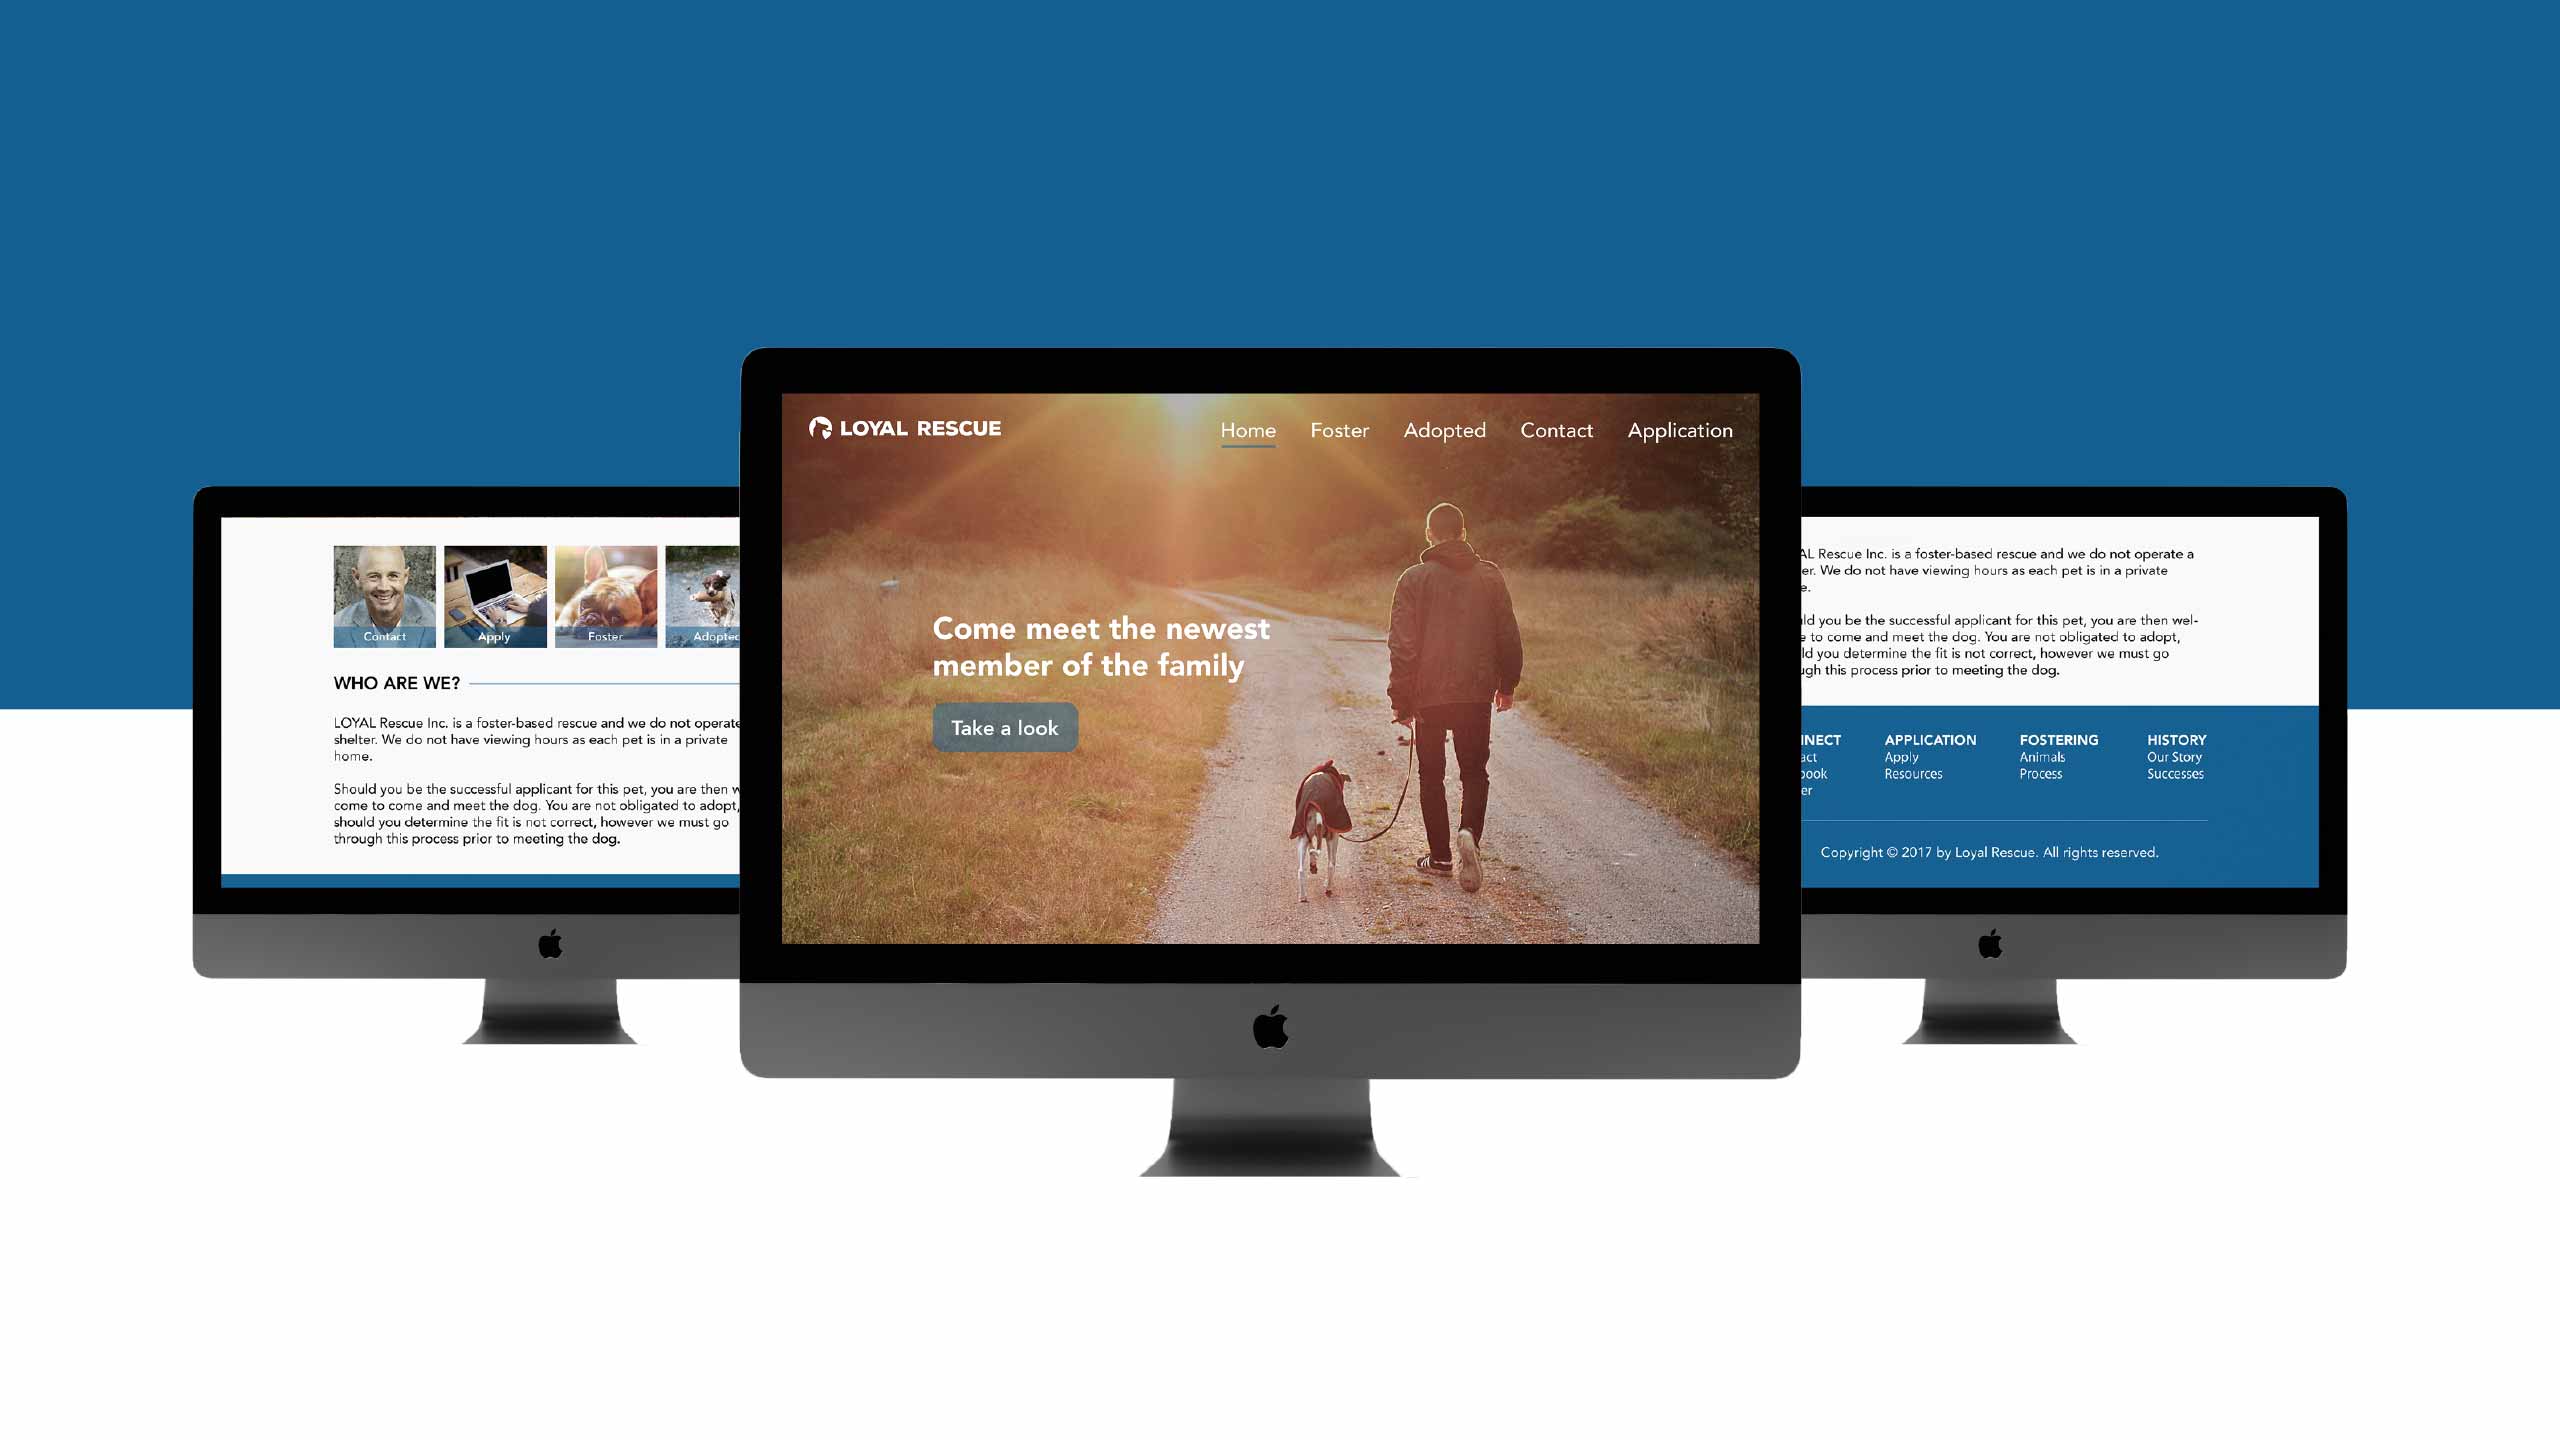 LOYAL RESCUE
Home Foster Adopted Contact Application
Come meet the newest
member of the family
Take a look
Contact Apply Foster Adopted
WHO ARE WE?
LOYAL Rescue Inc. is a foster-based rescue and we do not operate
shelter. We do not have viewing hours as each pet is in a private
home.
Should you be the successful applicant for this pet, you are then w
come to come and meet the dog. You are not obligated to adopt,
should you determine the fit is not correct, however we must go
through this process prior to meeting the dog.
AL Rescue Inc. is a foster-based rescue and we do not operate a
er. We do not have viewing hours as each pet is in a private
e.
ld you be the successful applicant for this pet, you are then wel-
e to come and meet the dog. You are not obligated to adopt,
ld you determine the fit is not correct, however we must go
ugh this process prior to meeting the dog.
NNECT APPLICATION FOSTERING HISTORY
act Apply Animals Our Story
book Resources Process Successes
er
Copyright © 2017 by Loyal Rescue. All rights reserved.